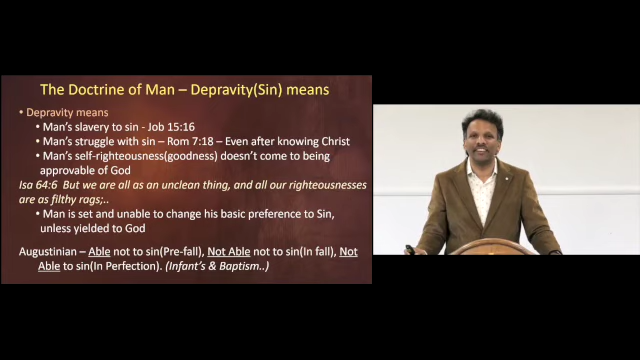 The Doctrine of Man – Depravity(Sin) means
• Depravity means
• Man's slavery to sin - Job 15:16
• Man's struggle with sin – Rom 7:18 – Even after knowing Christ
• Man's self-righteousness(goodness) doesn't come to being
approvable of God
Isa 64:6 But we are all as an unclean thing, and all our righteousnesses
are as filthy rags;..
• Man is set and unable to change his basic preference to Sin,
unless yielded to God
Augustinian – Able not to sin(Pre-fall), Not Able not to sin(In fall), Not
Able to sin(In Perfection). (Infant's & Baptism..)